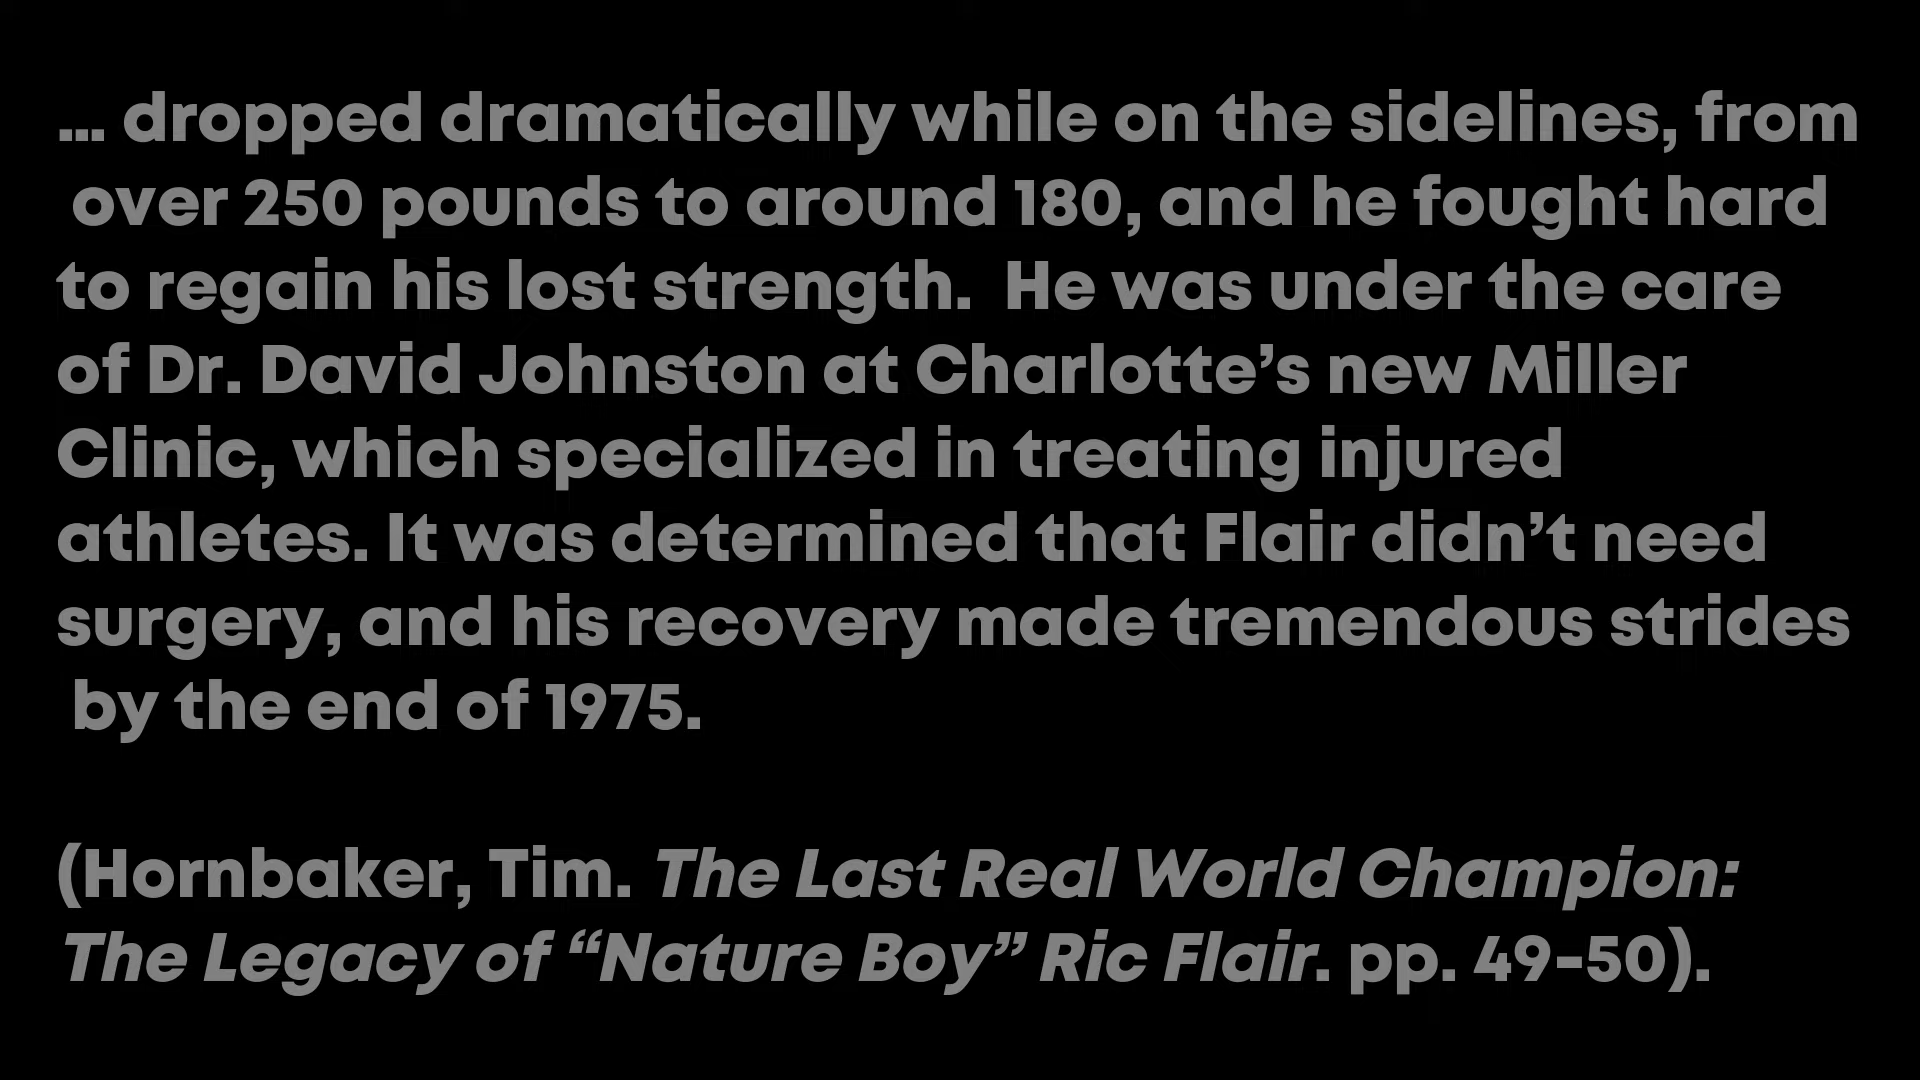 ... dropped dramatically while on the sidelines, from
over 250 pounds to around 180, and he fought hard
to regain his lost strength.  He was under the care
of Dr. David Johnston at Charlotte’s new Miller
Clinic, which specialized in treating injured
athletes. It was determined that Flair didn’t need
surgery, and his recovery made tremendous strides
by the end of 1975.
(Hornbaker, Tim. The Last Real World Champion:
The Legacy of “Nature Boy” Ric Flair. pp. 49-50).